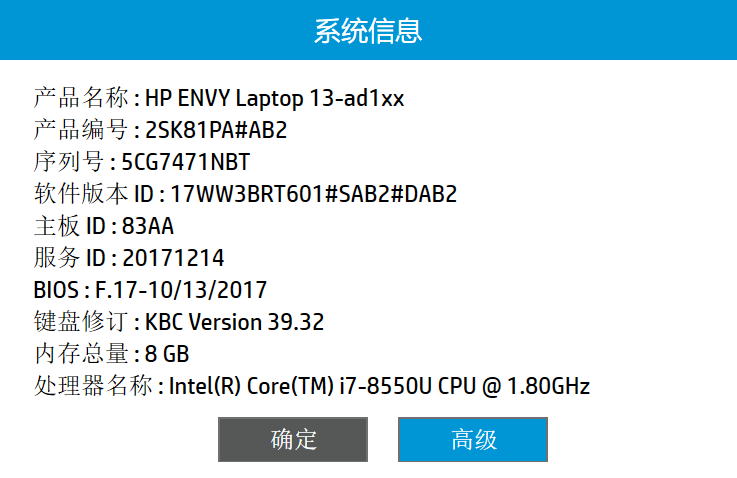 系统信息
产品名称 : HP ENVY Laptop 13-ad1xx
产品编号 : 2SK81PA#AB2
序列号 : 5CG7471NBT
软件版本 ID : 17WW3BRT601#SAB2#DAB2
主板 ID : 83AA
服务 ID : 20171214
BIOS : F.17-10/13/2017
键盘修订 : KBC Version 39.32
内存总量 : 8 GB
处理器名称 : Intel(R) Core(TM) i7-8550U CPU @ 1.80GHz
确定 高级